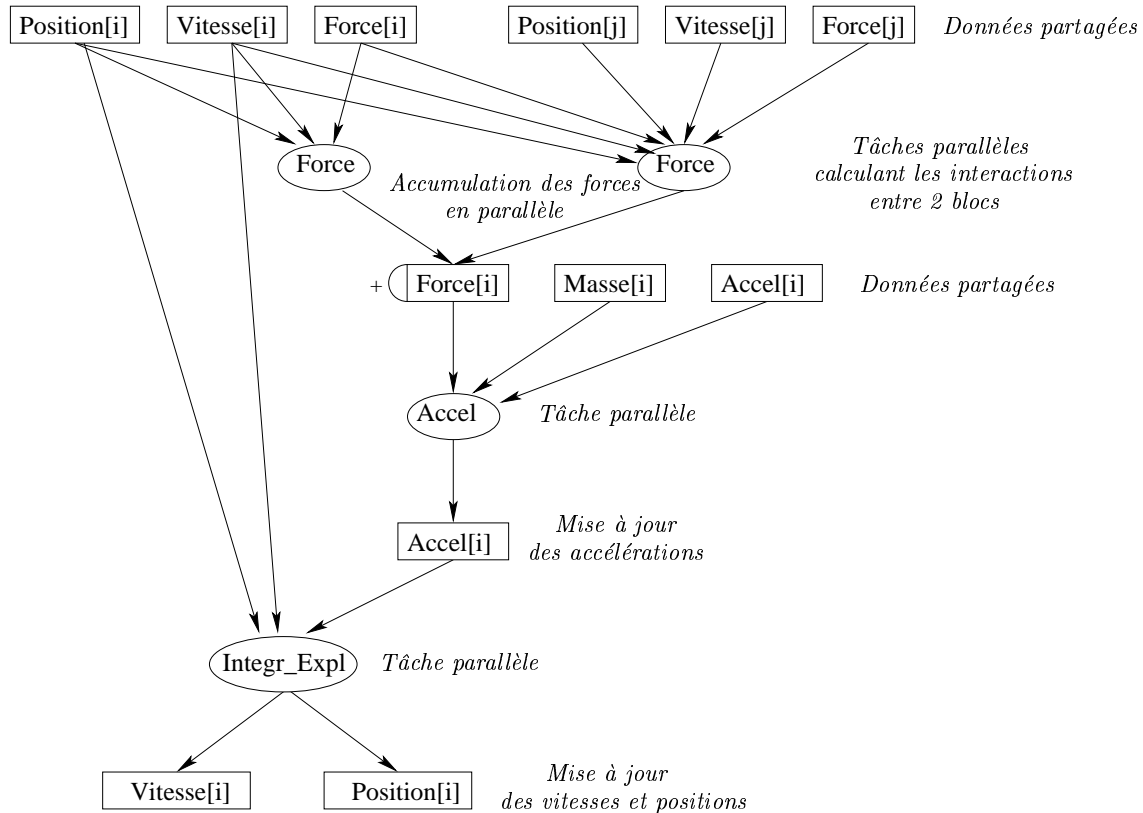 Position[i] Vitesse[i] Force[i] Position[j] Vitesse[j] Force[j] Données partagées
Force Force
Tâches parallèles
calculant les interactions
entre 2 blocs
Accumulation des forces
en parallèle
+ Force[i] Masse[i] Accel[i] Données partagées
Accel Tâche parallèle
Accel[i]
Mise à jour
des accélérations
Integr_Expl Tâche parallèle
Vitesse[i] Position[i]
Mise à jour
des vitesses et positions